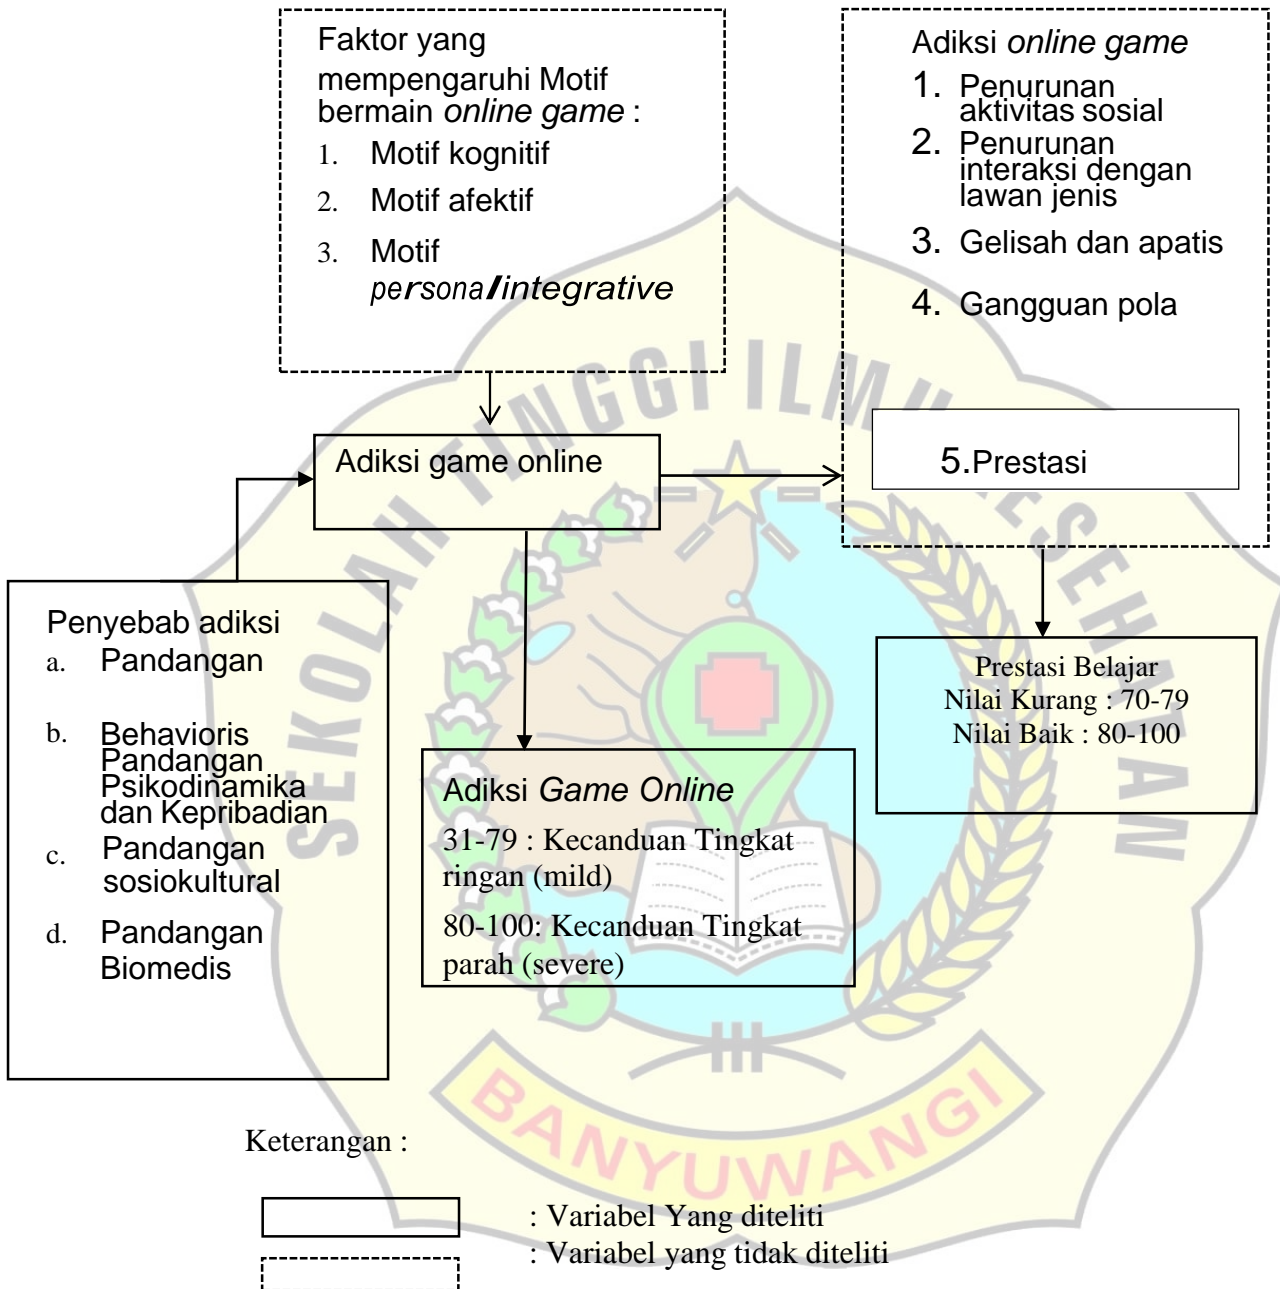 Faktor yang
mempengaruhi Motif
bermain online game :
1. Motif kognitif
2. Motif afektif
3. Motif
personal integrative
Adiksi online game
1. Penurunan
aktivitas sosial
2. Penurunan
interaksi dengan
lawan jenis
3. Gelisah dan apatis
4. Gangguan pola
5.Prestasi
Adiksi game online
Penyebab adiksi
a. Pandangan
b. Behavioris
Pandangan
Psikodinamika
dan Kepribadian
c. Pandangan
sosiokultural
d. Pandangan
Biomedis
Adiksi Game Online
31-79 : Kecanduan Tingkat
ringan (mild)
80-100: Kecanduan Tingkat
parah (severe)
Prestasi Belajar
Nilai Kurang : 70-79
Nilai Baik : 80-100
SEKOLAH TINGGI ILMU KESEHATAN
BANYUWANGI
Keterangan :
: Variabel Yang diteliti
: Variabel yang tidak diteliti